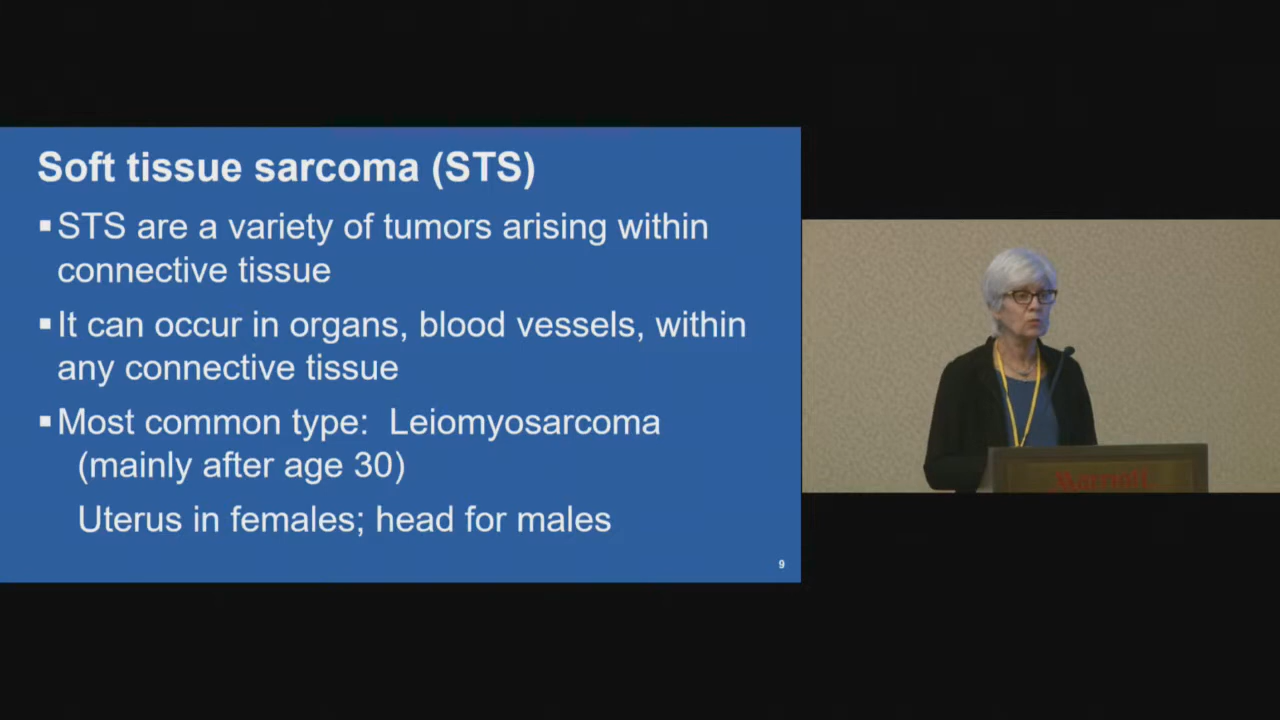 Soft tissue sarcoma (STS)
▪STS are a variety of tumors arising within
connective tissue
▪It can occur in organs, blood vessels, within
any connective tissue
▪Most common type: Leiomyosarcoma
(mainly after age 30)
Uterus in females; head for males
9
Marriott